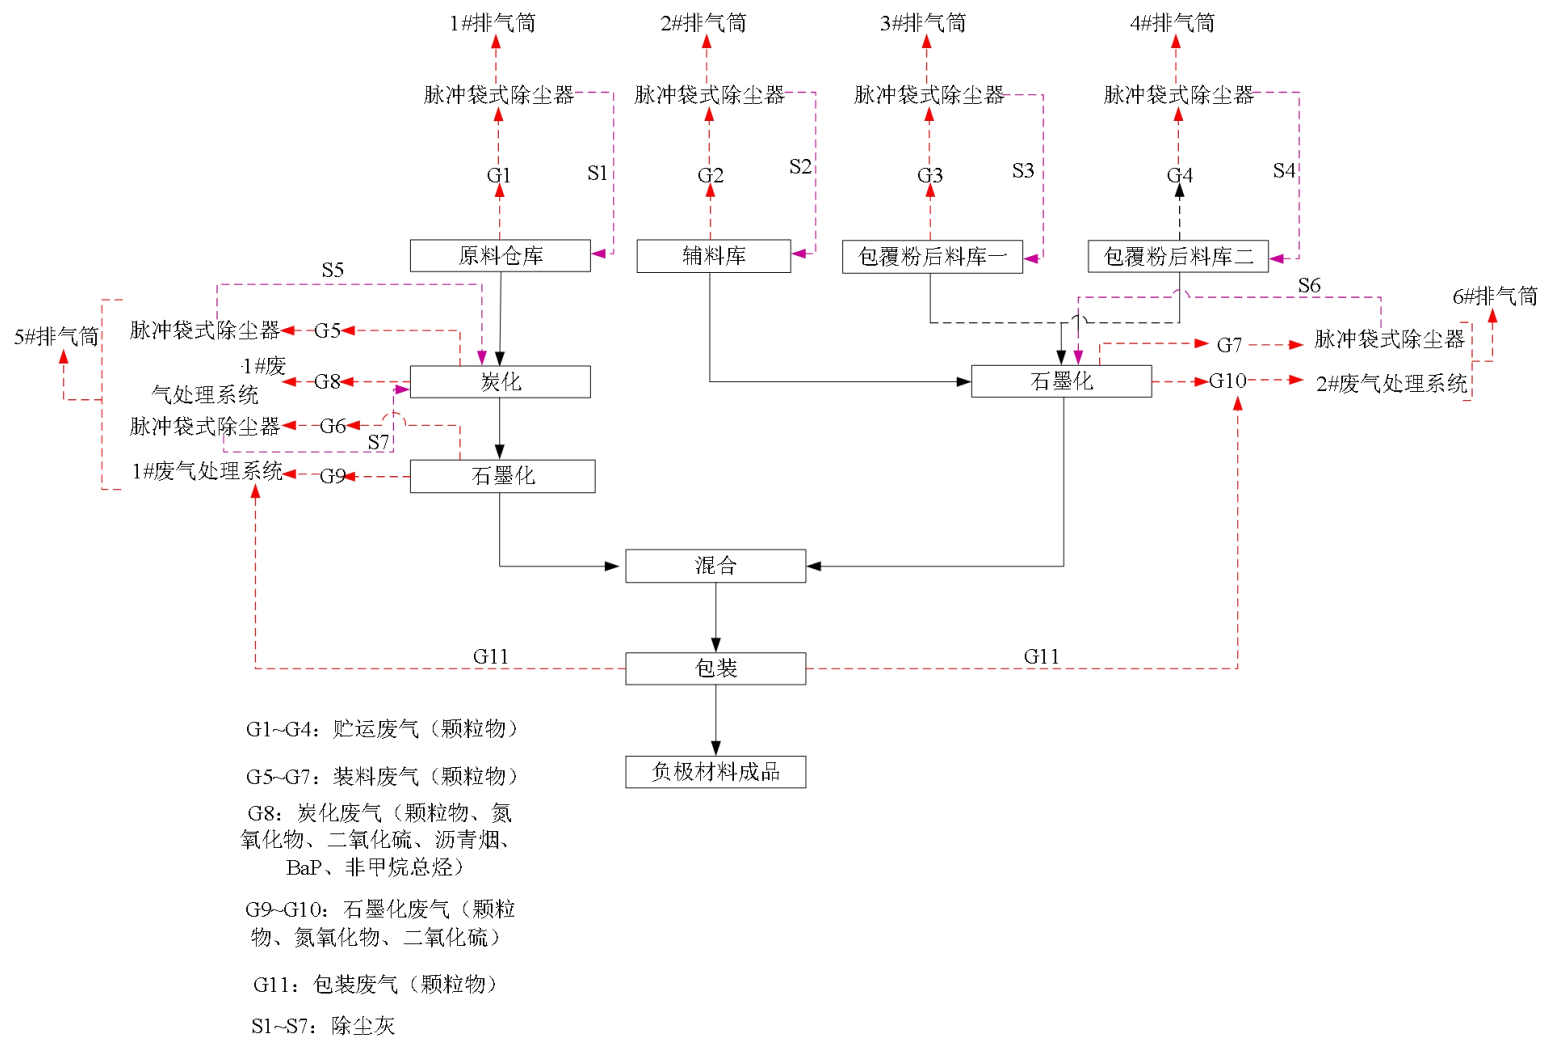 1#排气筒
2#排气筒
3#排气筒
4#排气筒
脉冲袋式除尘器
脉冲袋式除尘器
脉冲袋式除尘器
脉冲袋式除尘器
G1
S1
G2
S2
G3
S3
G4
S4
原料仓库
辅料库
包覆粉后料库一
包覆粉后料库二
S5
S6
6#排气筒
5#排气筒
脉冲袋式除尘器
G5
G7
脉冲袋式除尘器
1#废
气处理系统
G8
炭化
石墨化
G10
2#废气处理系统
脉冲袋式除尘器
G6
S7
1#废气处理系统
G9
石墨化
混合
G11
包装
G11
负极材料成品
G1~G4：贮运废气（颗粒物）
G5~G7：装料废气（颗粒物）
G8：炭化废气（颗粒物、氮
氧化物、二氧化硫、沥青烟、
BaP、非甲烷总烃）
G9~G10：石墨化废气（颗粒
物、氮氧化物、二氧化硫）
G11：包装废气（颗粒物）
S1~S7：除尘灰